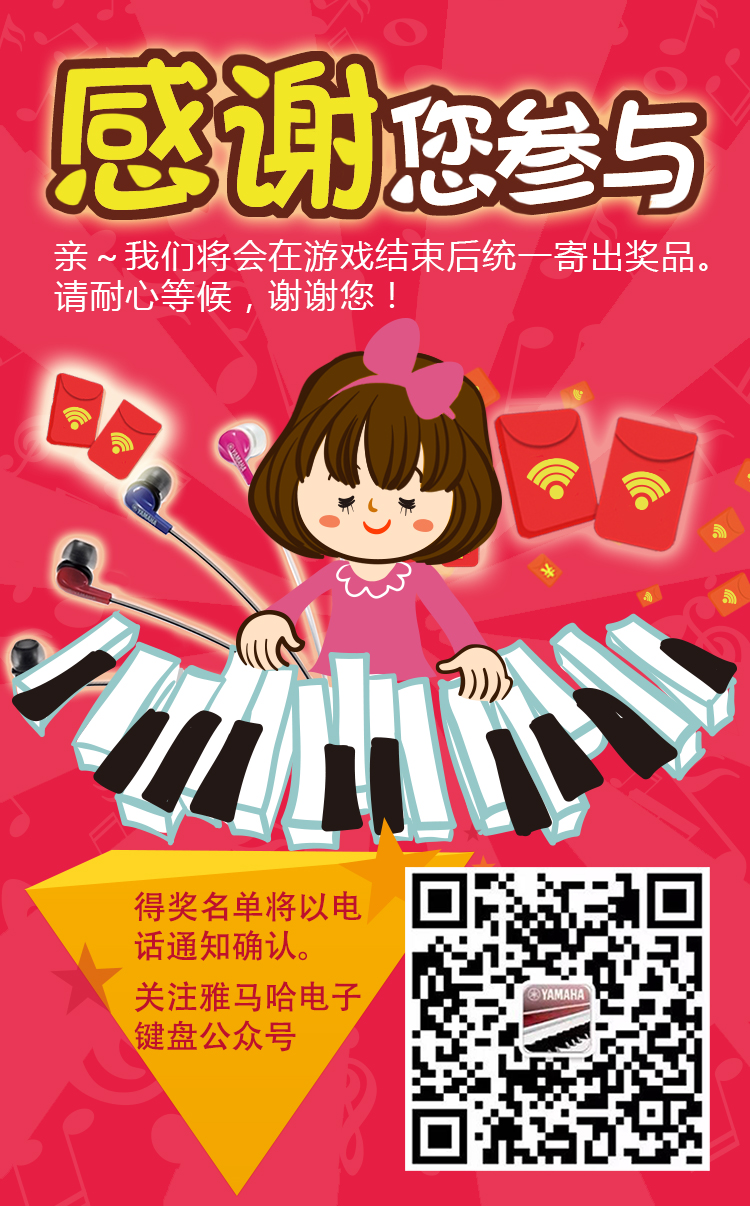 感谢您参与
亲～我们将会在游戏结束后统一寄出奖品。
请耐心等候，谢谢您！
YAMAHA
YAMAHA
得奖名单将以电
话通知确认。
关注雅马哈电子
键盘公众号
YAMAHA